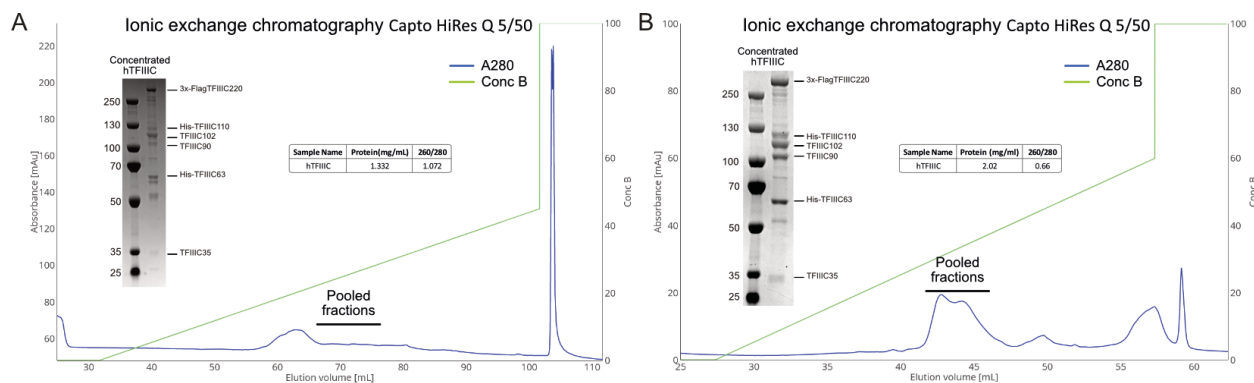 A
Ionic exchange chromatography Capto HiRes Q 5/50
Concentrated
hTFIIIC
250
130
100
70
50
35
25
3x-FlagTFIIIC220
His-TFIIIC110
TFIIIC102
TFIIIC90
His-TFIIIC63
TFIIIC35
A280
Conc B
Sample Name Protein(mg/mL) 260/280
hTFIIIC 1.332 1.072
Pooled
fractions
Absorbance [mAu]
220
200
180
160
140
120
100
80
60
Conc B
100
80
60
40
20
0
30 40 50 60 70 80 90 100 110
Elution volume [mL]
B
Ionic exchange chromatography Capto HiRes Q 5/50
Concentrated
hTFIIIC
250
130
100
70
50
35
25
3x-FlagTFIIIC220
His-TFIIIC110
TFIIIC102
TFIIIC90
His-TFIIIC63
TFIIIC35
A280
Conc B
Sample Name Protein (mg/mL) 260/280
hTFIIIC 2.02 0.66
Pooled
fractions
Absorbance [mAu]
100
80
60
40
20
0
Conc B
100
80
60
40
20
0
25 30 35 40 45 50 55 60
Elution volume [mL]